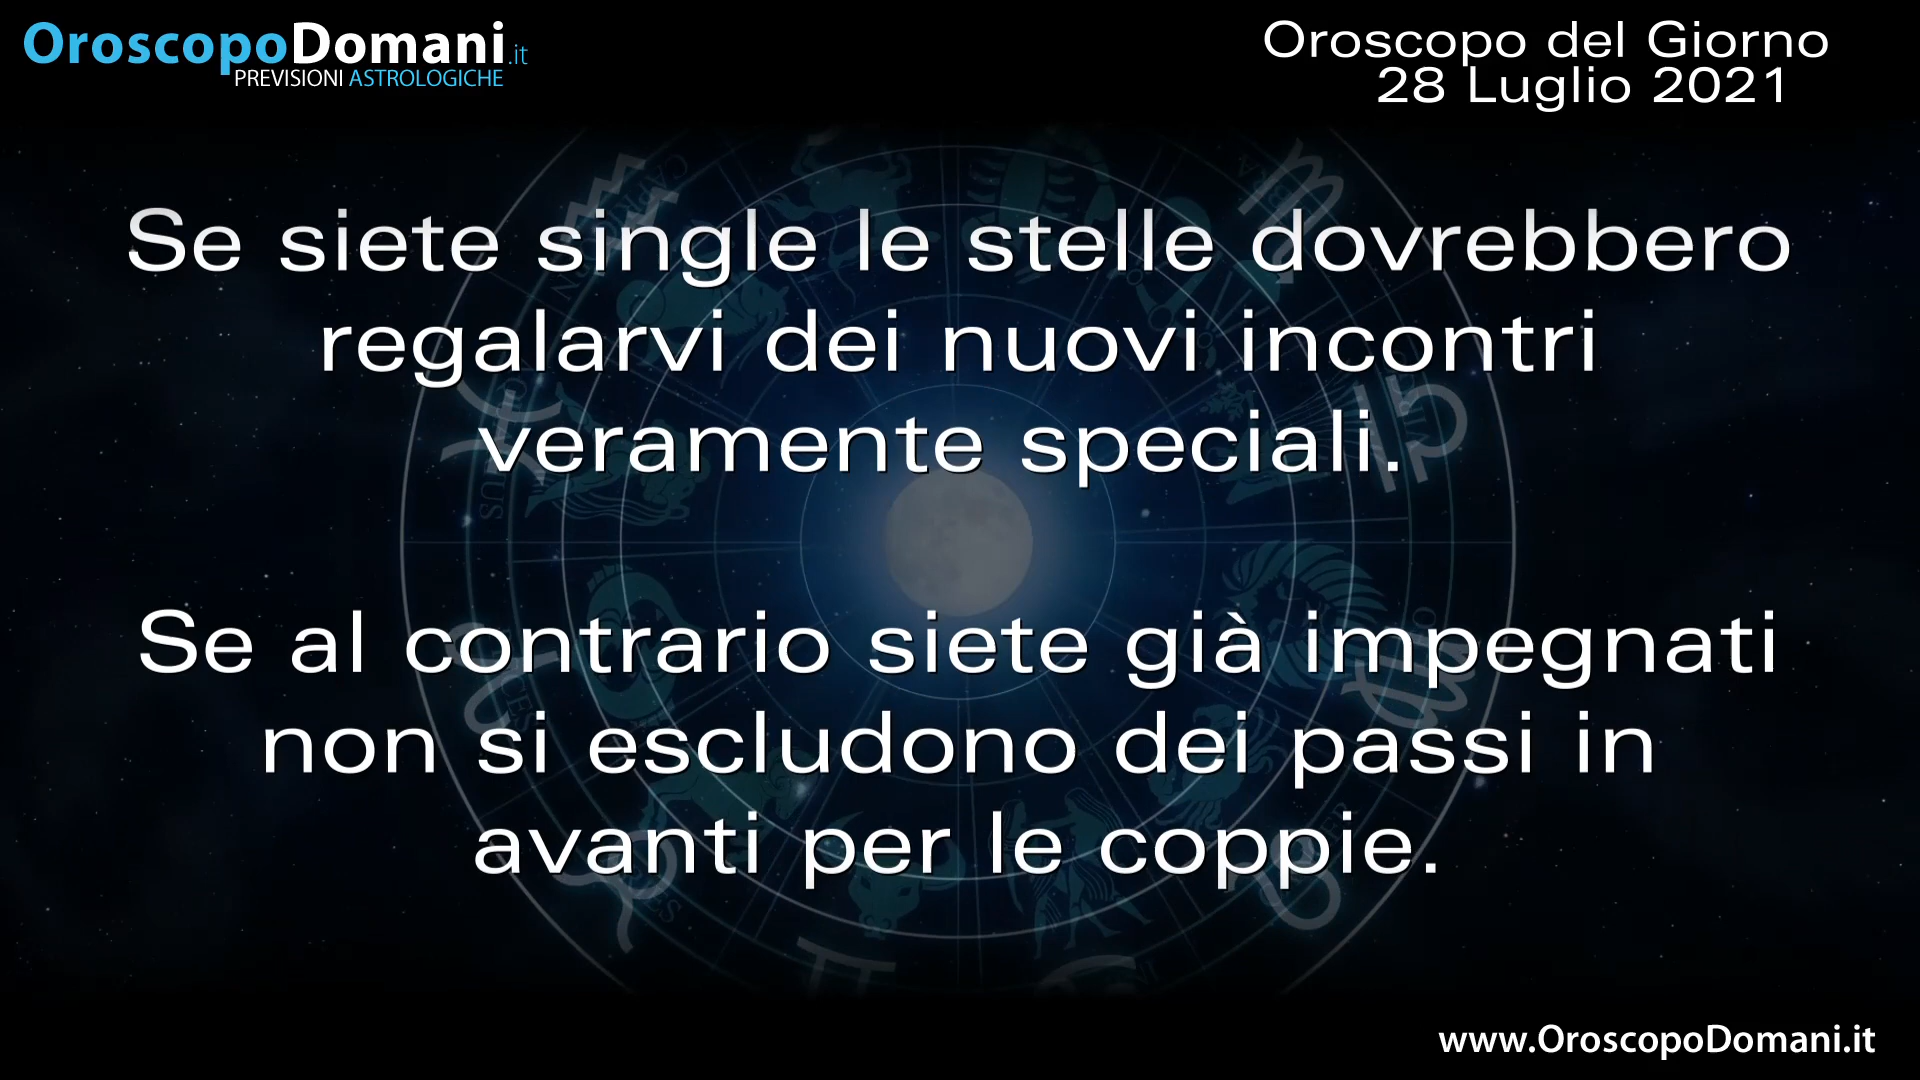 OroscopoDomani.it
PREVISIONI ASTROLOGICHE
Oroscopo del Giorno
28 Luglio 2021
Se siete single le stelle dovrebbero
regalarvi dei nuovi incontri
veramente speciali.
Se al contrario siete già impegnati
non si escludono dei passi in
avanti per le coppie.
www.OroscopoDomani.it